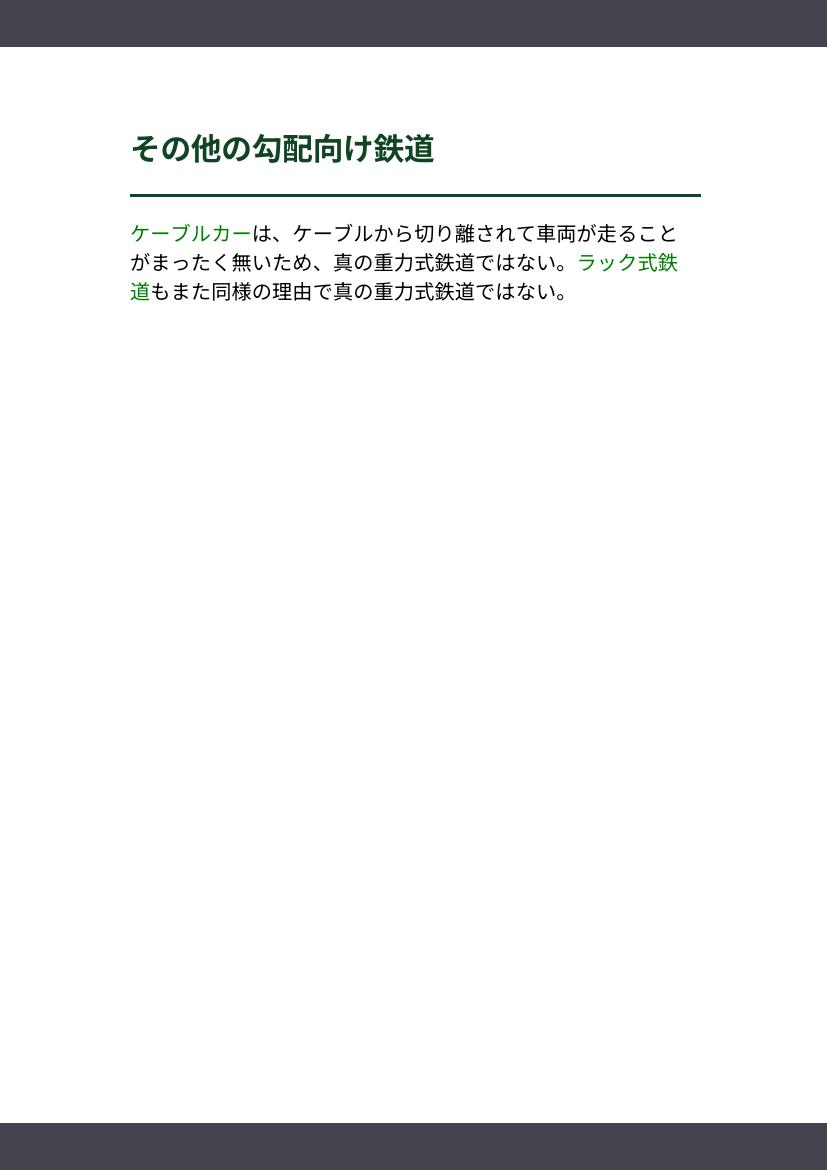 その他の勾配向け鉄道
ケーブルカーは、ケーブルから切り離されて車両が走ること
がまったく無いため、真の重力式鉄道ではない。ラック式鉄
道もまた同様の理由で真の重力式鉄道ではない。